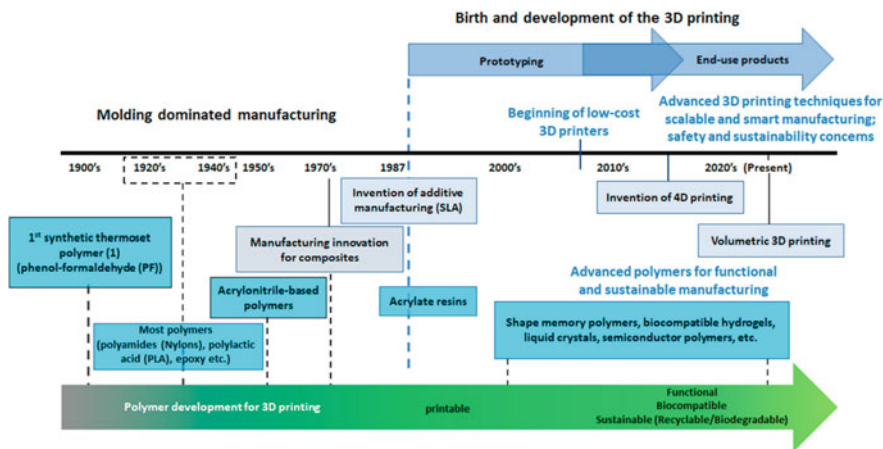 Birth and development of the 3D printing
Prototyping
End-use products
Molding dominated manufacturing
Beginning of low-cost
3D printers
Advanced 3D printing techniques for
scalable and smart manufacturing;
safety and sustainability concerns
1900's 1920's 1940's 1950's 1970's 1987 2000's 2010's 2020's (Present)
Invention of additive
manufacturing (SLA)
Invention of 4D printing
1st synthetic thermoset
polymer (1)
(phenol-formaldehyde (PF))
Manufacturing innovation
for composites
Volumetric 3D printing
Acrylonitrile-based
polymers
Acrylate resins
Advanced polymers for functional
and sustainable manufacturing
Most polymers
(polyamides (Nylons), polylactic
acid (PLA), epoxy etc.)
Shape memory polymers, biocompatible hydrogels,
liquid crystals, semiconductor polymers, etc.
Polymer development for 3D printing
printable
Functional
Biocompatible
Sustainable (Recyclable/Biodegradable)